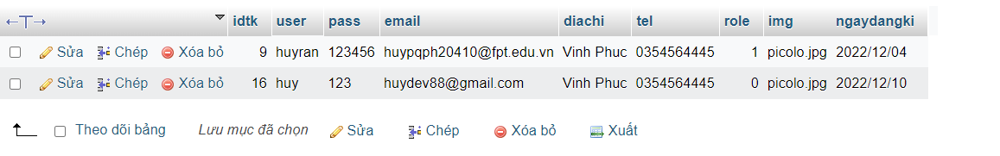 idtk user pass email diachi tel role img ngaydangki
Sửa Chép Xóa bỏ 9 huyran 123456 huypqph20410@fpt.edu.vn Vinh Phuc 0354564445 1 picolo.jpg 2022/12/04
Sửa Chép Xóa bỏ 16 huy 123 huydev88@gmail.com Vinh Phuc 0354564445 0 picolo.jpg 2022/12/10
Theo dõi bảng Lưu mục đã chọn Sửa Chép Xóa bỏ Xuất